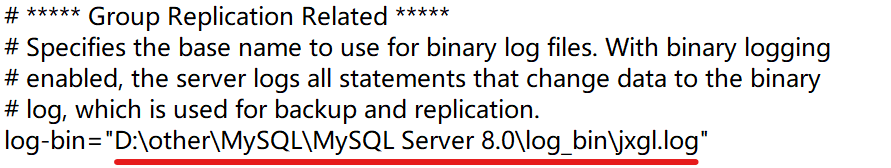 # ***** Group Replication Related *****
# Specifies the base name to use for binary log files. With binary logging
# enabled, the server logs all statements that change data to the binary
# log, which is used for backup and replication.
log-bin="D:\other\MySQL\MySQL Server 8.0\log_bin\jxgl.log"